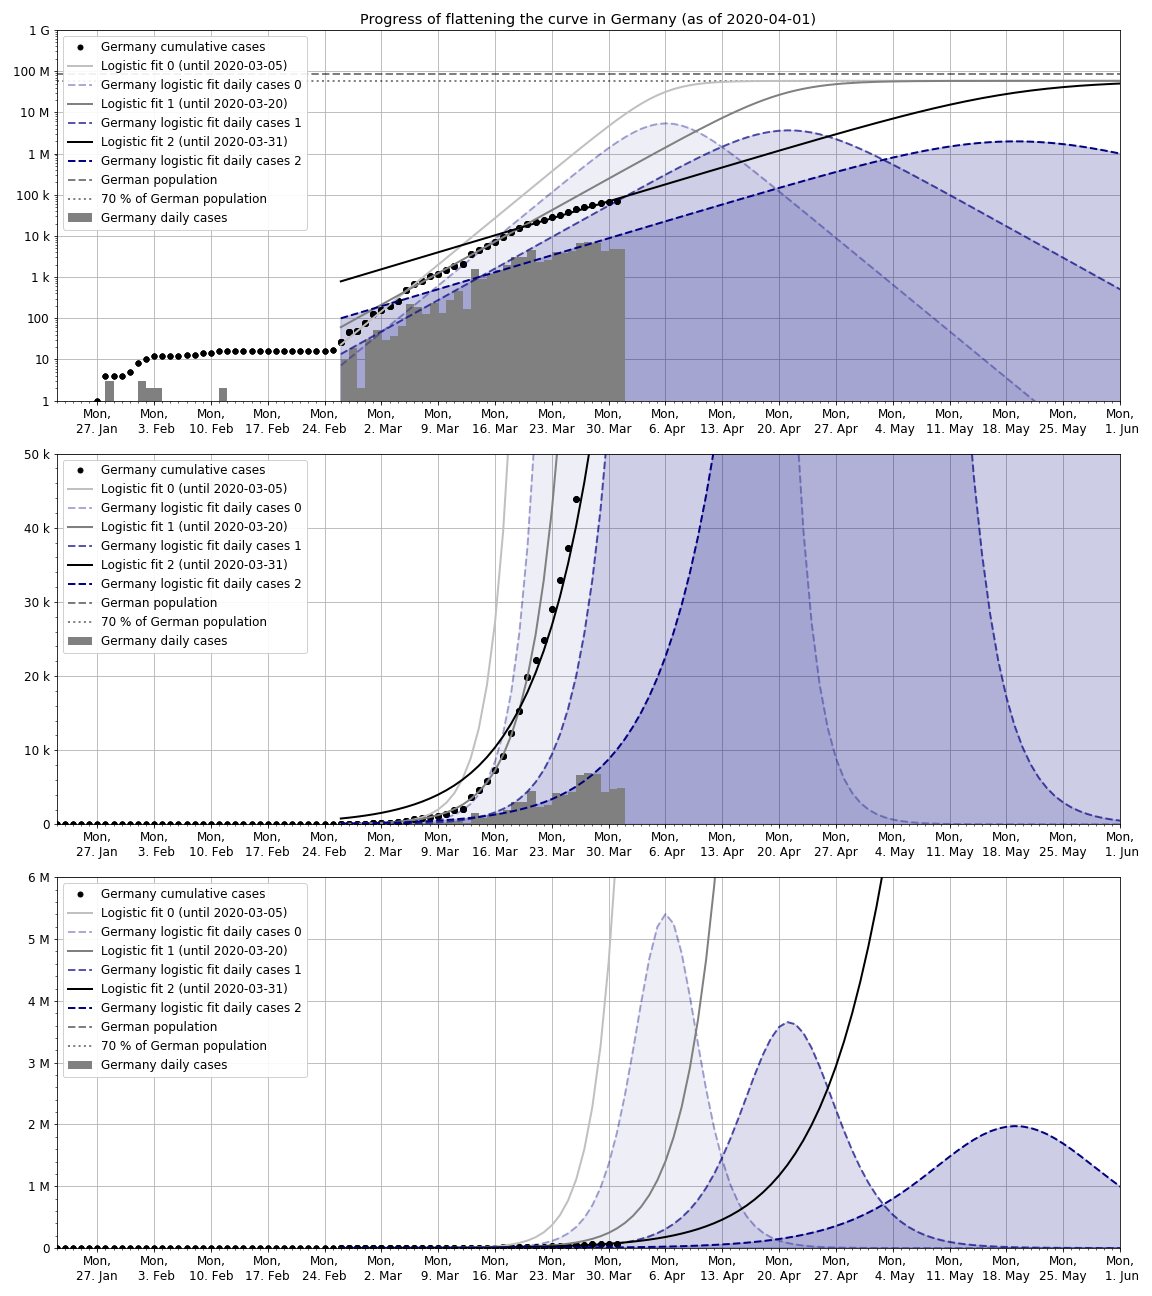 Progress of flattening the curve in Germany (as of 2020-04-01)
1 G
100 M
10 M
1 M
100 k
10 k
1 k
100
10
1
Germany cumulative cases
Logistic fit 0 (until 2020-03-05)
Germany logistic fit daily cases 0
Logistic fit 1 (until 2020-03-20)
Germany logistic fit daily cases 1
Logistic fit 2 (until 2020-03-31)
Germany logistic fit daily cases 2
German population
70 % of German population
Germany daily cases
Mon, Mon, Mon, Mon, Mon, Mon, Mon, Mon, Mon, Mon, Mon, Mon, Mon, Mon, Mon, Mon, Mon, Mon, Mon,
27. Jan 3. Feb 10. Feb 17. Feb 24. Feb 2. Mar 9. Mar 16. Mar 23. Mar 30. Mar 6. Apr 13. Apr 20. Apr 27. Apr 4. May 11. May 18. May 25. May 1. Jun
50 k
40 k
30 k
20 k
10 k
0
Germany cumulative cases
Logistic fit 0 (until 2020-03-05)
Germany logistic fit daily cases 0
Logistic fit 1 (until 2020-03-20)
Germany logistic fit daily cases 1
Logistic fit 2 (until 2020-03-31)
Germany logistic fit daily cases 2
German population
70 % of German population
Germany daily cases
Mon, Mon, Mon, Mon, Mon, Mon, Mon, Mon, Mon, Mon, Mon, Mon, Mon, Mon, Mon, Mon, Mon, Mon, Mon,
27. Jan 3. Feb 10. Feb 17. Feb 24. Feb 2. Mar 9. Mar 16. Mar 23. Mar 30. Mar 6. Apr 13. Apr 20. Apr 27. Apr 4. May 11. May 18. May 25. May 1. Jun
6 M
5 M
4 M
3 M
2 M
1 M
0
Germany cumulative cases
Logistic fit 0 (until 2020-03-05)
Germany logistic fit daily cases 0
Logistic fit 1 (until 2020-03-20)
Germany logistic fit daily cases 1
Logistic fit 2 (until 2020-03-31)
Germany logistic fit daily cases 2
German population
70 % of German population
Germany daily cases
Mon, Mon, Mon, Mon, Mon, Mon, Mon, Mon, Mon, Mon, Mon, Mon, Mon, Mon, Mon, Mon, Mon, Mon, Mon,
27. Jan 3. Feb 10. Feb 17. Feb 24. Feb 2. Mar 9. Mar 16. Mar 23. Mar 30. Mar 6. Apr 13. Apr 20. Apr 27. Apr 4. May 11. May 18. May 25. May 1. Jun